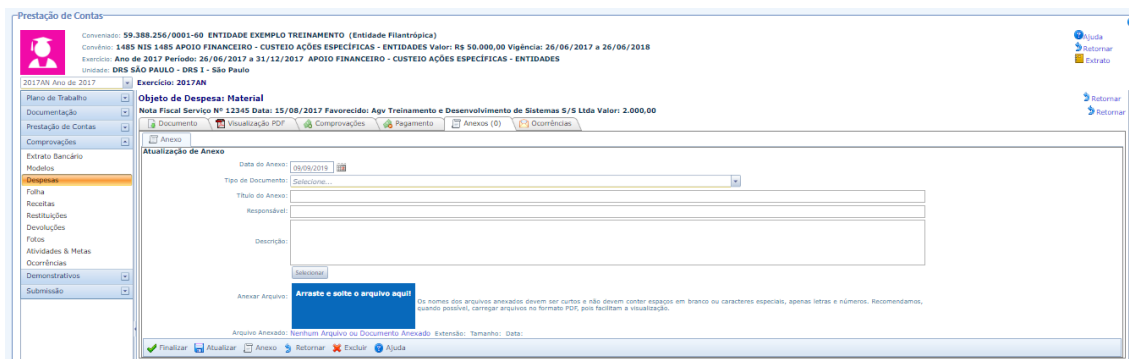 Prestação de Contas
Conveniado: 59.388.256/0001-60 ENTIDADE EXEMPLO TREINAMENTO (Entidade Filantrópica)
Convênio: 1485 NIS 1485 APOIO FINANCEIRO - CUSTEIO AÇÕES ESPECÍFICAS - ENTIDADES Valor: R$ 50.000,00 Vigência: 26/06/2017 a 26/06/2018
Exercício: Ano de 2017 Período: 26/06/2017 a 31/12/2017 APOIO FINANCEIRO - CUSTEIO AÇÕES ESPECÍFICAS - ENTIDADES
Unidade: DRS SÃO PAULO - DRS I - São Paulo
Ajuda
Retornar
Extrato
2017AN Ano de 2017
Exercício: 2017AN
Plano de Trabalho
Documentação
Prestação de Contas
Comprovações
Extrato Bancário
Modelos
Despesas
Folha
Receitas
Restituições
Devoluções
Fotos
Atividades & Metas
Ocorrências
Demonstrativos
Submissão
Objeto de Despesa: Material
Retornar
Nota Fiscal Serviço Nº 12345 Data: 15/08/2017 Favorecido: Agv Treinamento e Desenvolvimento de Sistemas S/S Ltda Valor: 2.000,00
Retornar
Documento Visualização PDF Comprovações Pagamento Anexos (0) Ocorrências
Anexo
Atualização de Anexo
Data do Anexo: 09/09/2019
Tipo de Documento: Selecione...
Título do Anexo:
Responsável:
Descrição:
Selecionar
Anexar Arquivo: Arraste e solte o arquivo aqui!
Os nomes dos arquivos anexados devem ser curtos e não devem conter espaços em branco ou caracteres especiais, apenas letras e números. Recomendamos,
quando possível, carregar arquivos no formato PDF, pois facilitam a visualização.
Arquivo Anexado: Nenhum Arquivo ou Documento Anexado Extensão: Tamanho: Data:
Finalizar Atualizar Anexo Retornar Excluir Ajuda